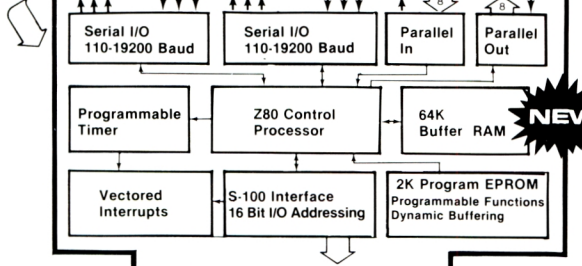 8
8
Serial I/O
110-19200 Baud
Serial I/O
110-19200 Baud
Parallel
In
Parallel
Out
Programmable
Timer
Z80 Control
Processor
64K
Buffer RAM
NEW
Vectored
Interrupts
S-100 Interface
16 Bit I/O Addressing
2K Program EPROM
Programmable Functions
Dynamic Buffering